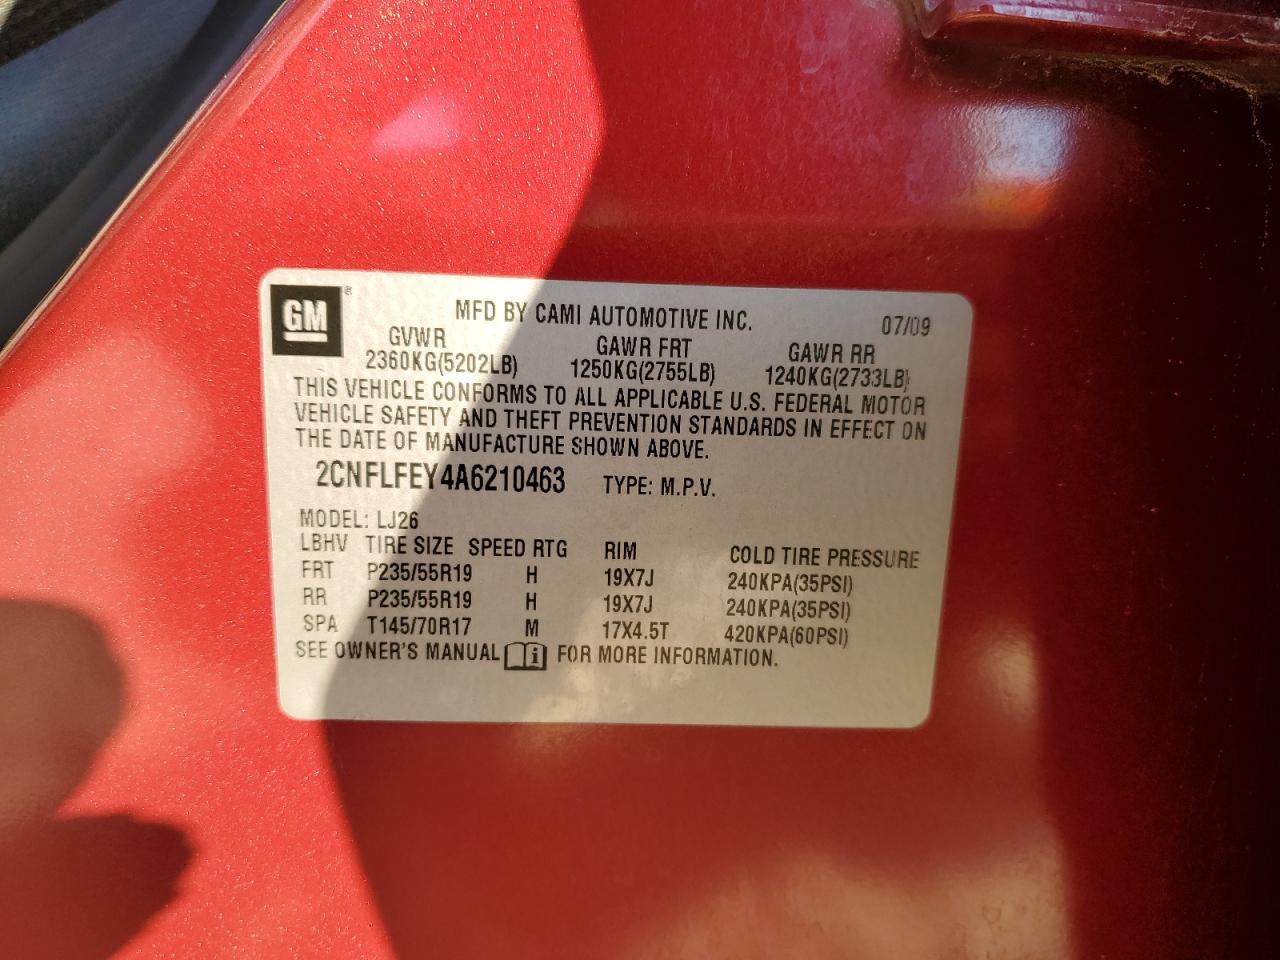 GM ®
MFD BY CAMI AUTOMOTIVE INC. 07/09
GVWR GAWR FRT GAWR RR
2360KG(5202LB) 1250KG(2755LB) 1240KG(2733LB)
THIS VEHICLE CONFORMS TO ALL APPLICABLE U.S. FEDERAL MOTOR
VEHICLE SAFETY AND THEFT PREVENTION STANDARDS IN EFFECT ON
THE DATE OF MANUFACTURE SHOWN ABOVE.
2CNFLFEY4A6210463 TYPE: M.P.V.
MODEL: LJ26
LBHV TIRE SIZE SPEED RTG RIM COLD TIRE PRESSURE
FRT P235/55R19 H 19X7J 240KPA(35PSI)
RR P235/55R19 H 19X7J 240KPA(35PSI)
SPA T145/70R17 M 17X4.5T 420KPA(60PSI)
SEE OWNER'S MANUAL i FOR MORE INFORMATION.